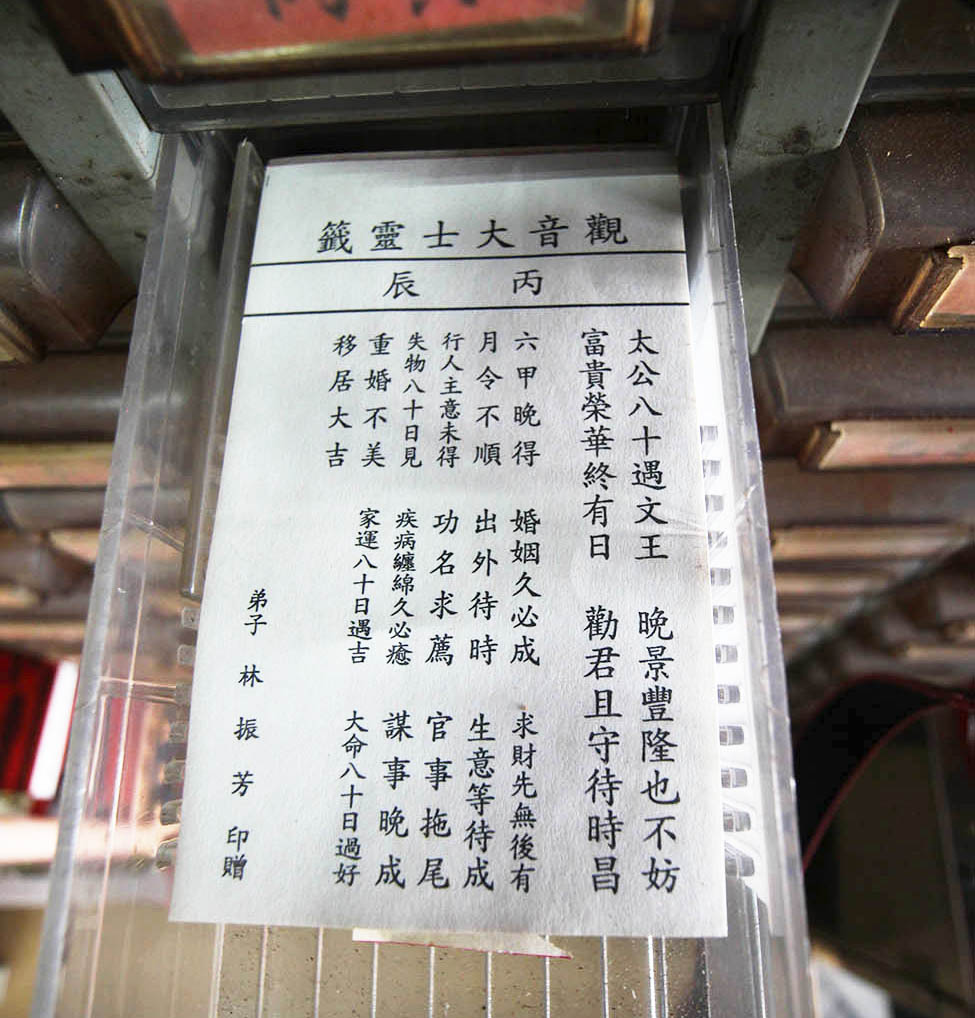 觀音大士靈籤
丙 辰
太公八十遇文王 晚景豐隆也不妨
富貴榮華終有日 勸君且守待時昌
六甲晚得 婚姻久必成 求財先無後有
月令不順 出外待時 生意等待成
行人主意未得 功名求薦 官事拖尾
失物八十日見 疾病纏綿久必癒 謀事晚成
重婚不美 家運八十日遇吉 大命八十日過好
移居大吉
弟子 林振芳 印贈